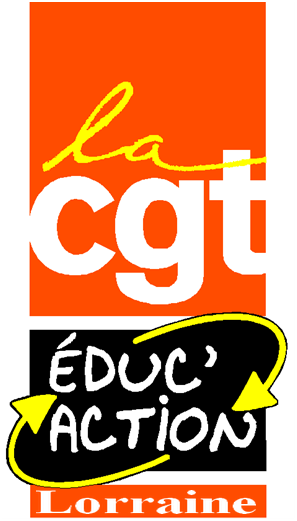 la
cgt
ÉDUC'
ACTION
Lorraine